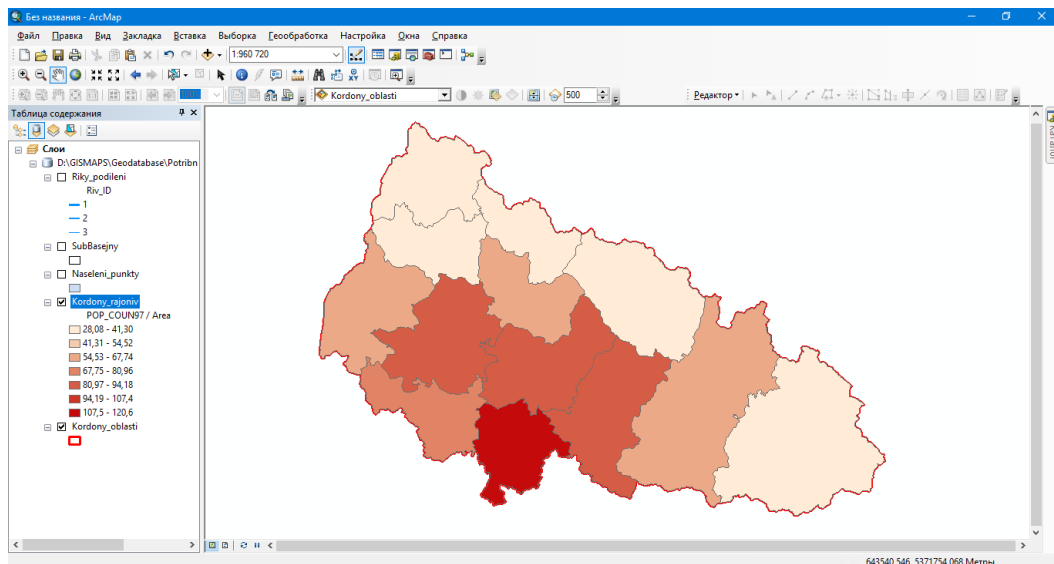 Без названия - ArcMap
Файл Правка Вид Закладка Вставка Выборка Геообработка Настройка Окна Справка
1:960 720
Kordony_oblasti
500
Редактор
Таблица содержания
Слои
D:\GISMAPS\Geodatabase\Potribn
Riky_podileni
Riv_ID
1
2
3
SubBasejny
Naseleni_punkty
Kordony_rajoniv
POP_COUN97 / Area
28,08 - 41,30
41,31 - 54,52
54,53 - 67,74
67,75 - 80,96
80,97 - 94,18
94,19 - 107,4
107,5 - 120,6
Kordony_oblasti
643540,546 5371754,068 Метры